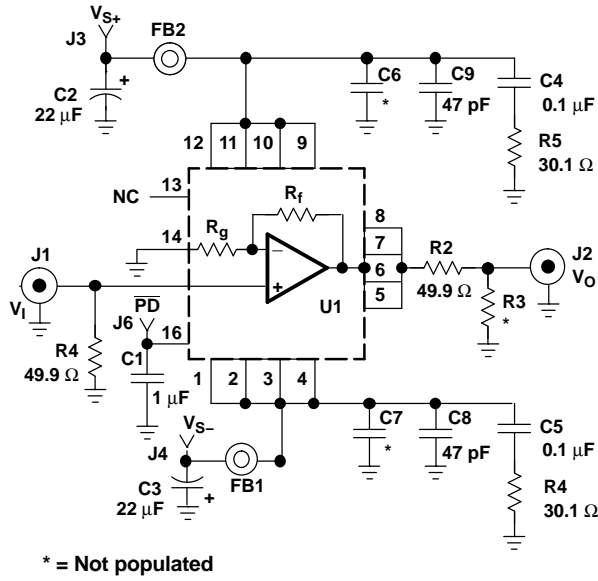 VS+
J3
FB2
C2
+
22 µF
C6
*
C9
47 pF
C4
0.1 µF
R5
30.1 Ω
12
11
10
9
NC
13
14
Rg
Rf
−
+
U1
8
7
6
5
R2
49.9 Ω
J2
VO
R3
*
J1
VI
R4
49.9 Ω
PD
J6
16
C1
1 µF
1
2
3
4
VS−
J4
C3
22 µF
+
FB1
C7
*
C8
47 pF
C5
0.1 µF
R4
30.1 Ω
* = Not populated